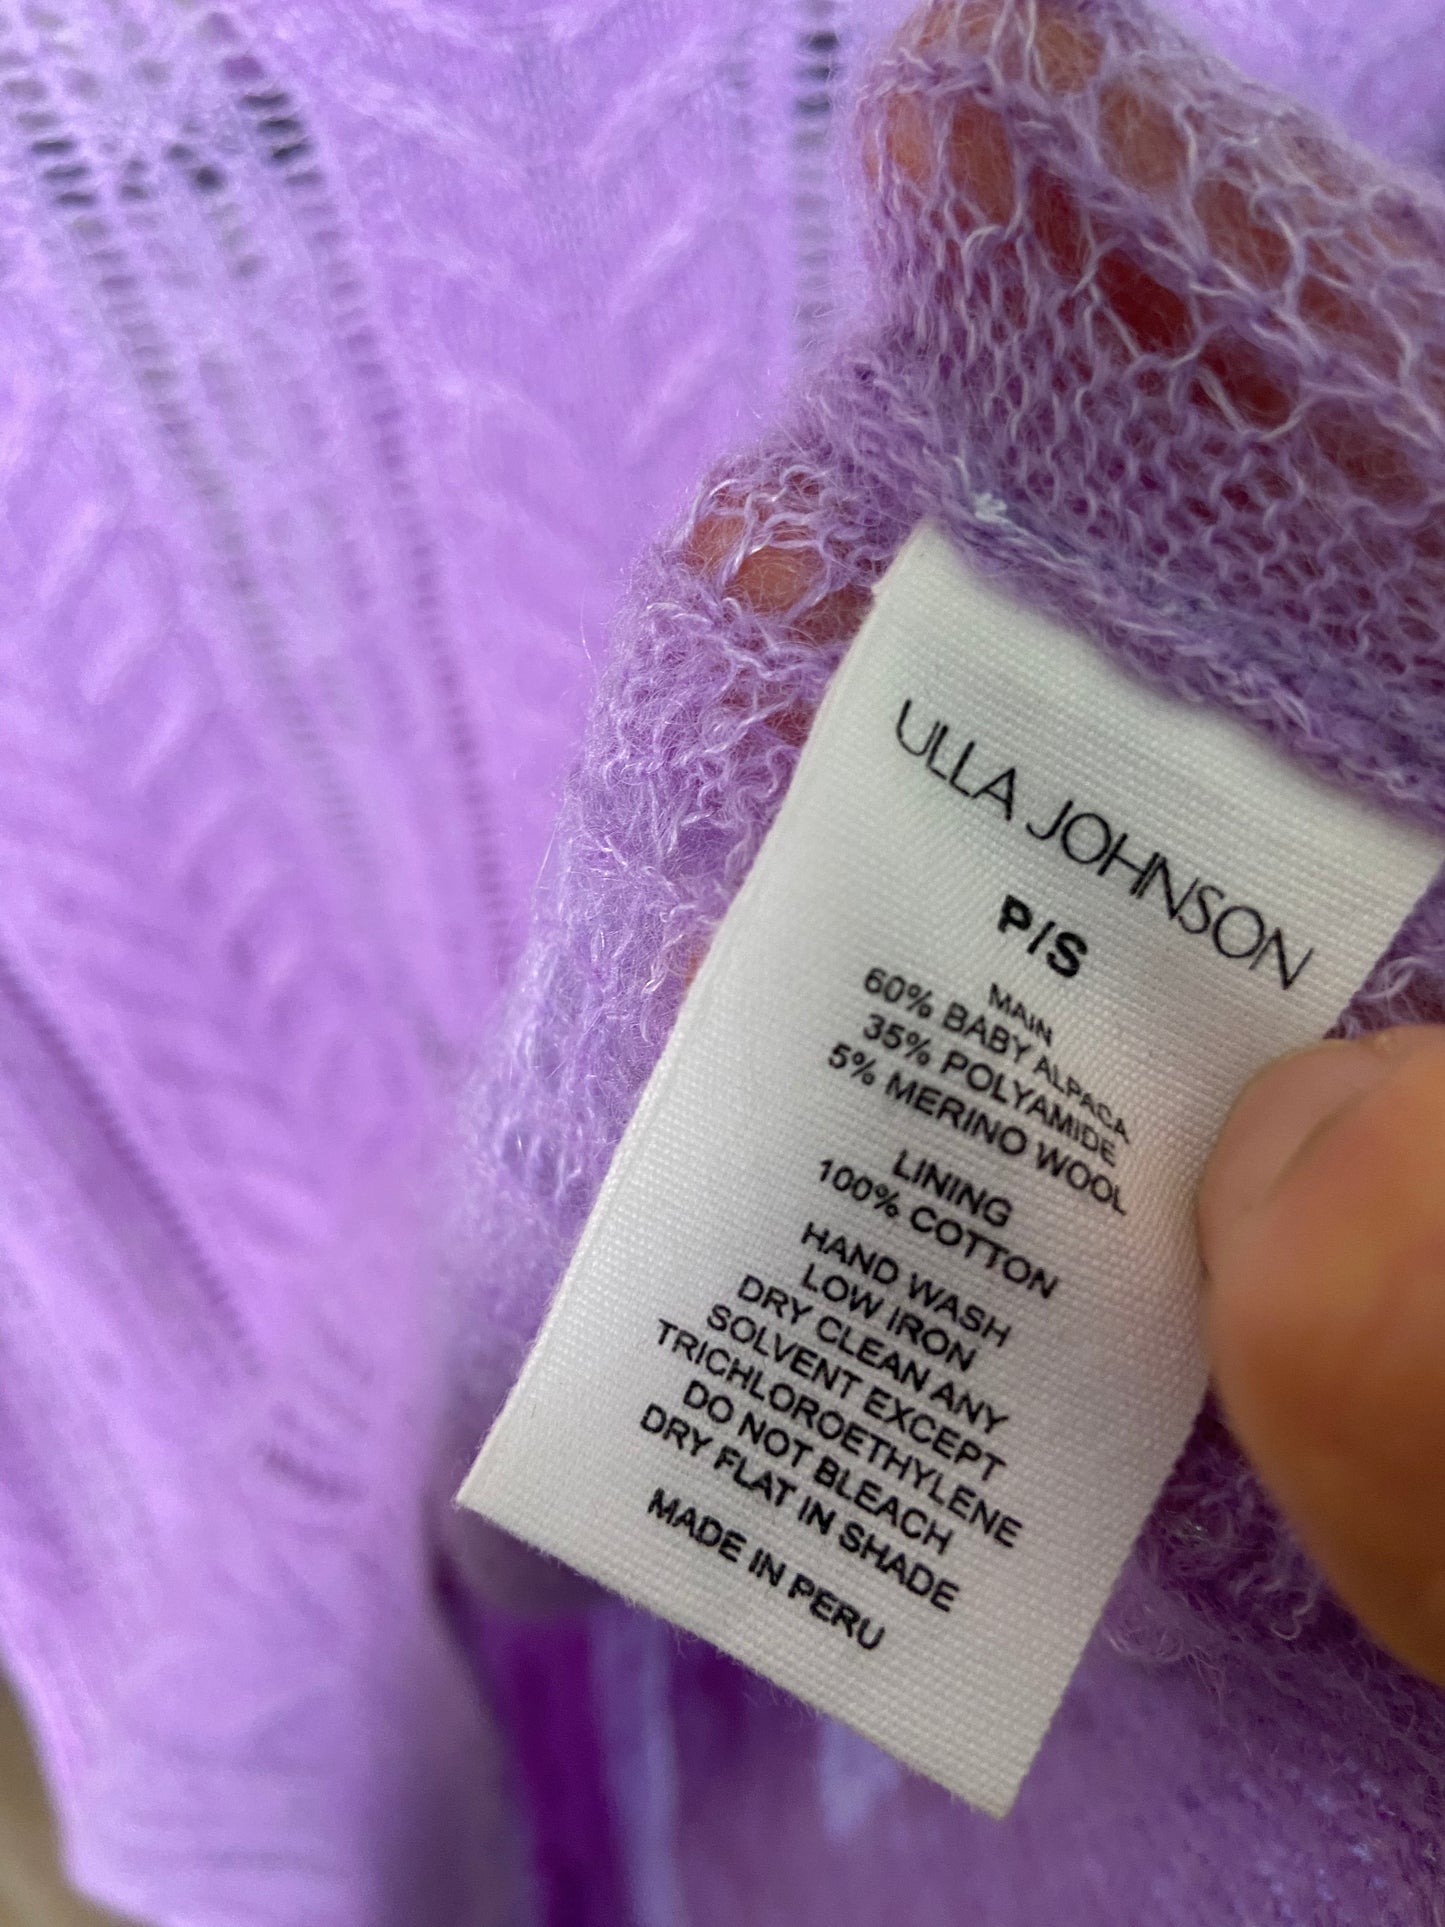 ULLA JOHNSON
P/S
MAIN
60% BABY ALPACA
35% POLYAMIDE
5% MERINO WOOL
LINING
100% COTTON
HAND WASH
LOW IRON
DRY CLEAN ANY
SOLVENT EXCEPT
TRICHLOROETHYLENE
DO NOT BLEACH
DRY FLAT IN SHADE
MADE IN PERU